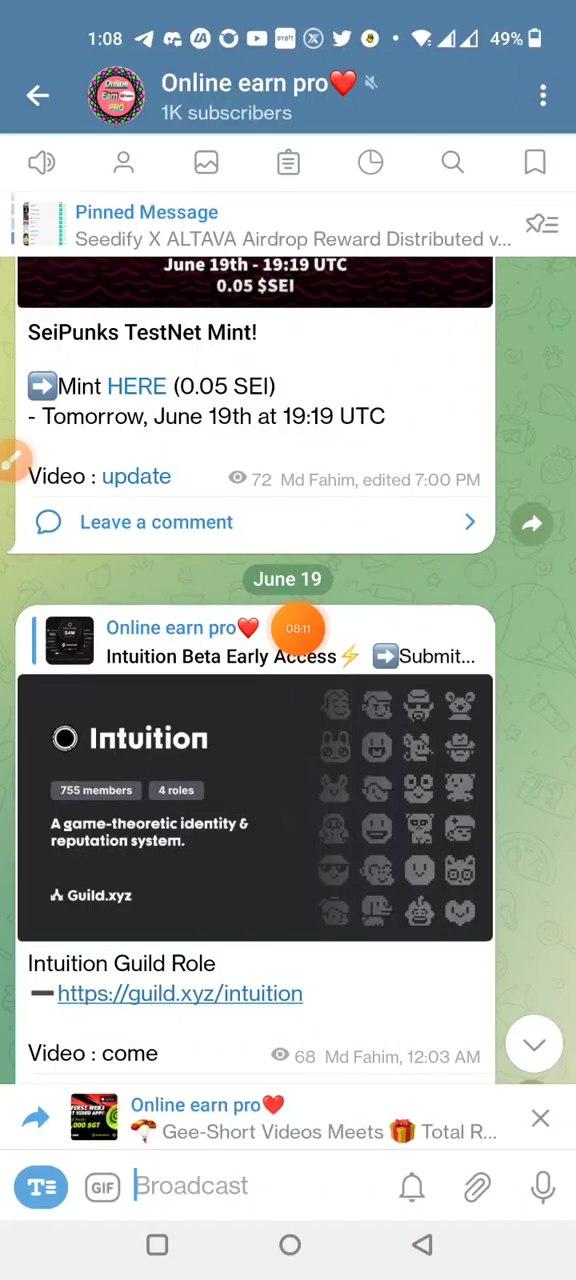 1:08
49%
Online earn pro❤️
1K subscribers
Pinned Message
Seedify X ALTAVA Airdrop Reward Distributed v...
June 19th - 19:19 UTC
0.05 $SEI
SeiPunks TestNet Mint!
➡️Mint HERE (0.05 SEI)
- Tomorrow, June 19th at 19:19 UTC
Video : update
72 Md Fahim, edited 7:00 PM
Leave a comment
June 19
Online earn pro❤️
08:11
Intuition Beta Early Access⚡ ➡️Submit...
Intuition
755 members
4 roles
A game-theoretic identity &
reputation system.
Guild.xyz
Intuition Guild Role
➖https://guild.xyz/intuition
Video : come
68 Md Fahim, 12:03 AM
Online earn pro❤️
🪂 Gee-Short Videos Meets 🎁 Total R...
T
GIF
Broadcast